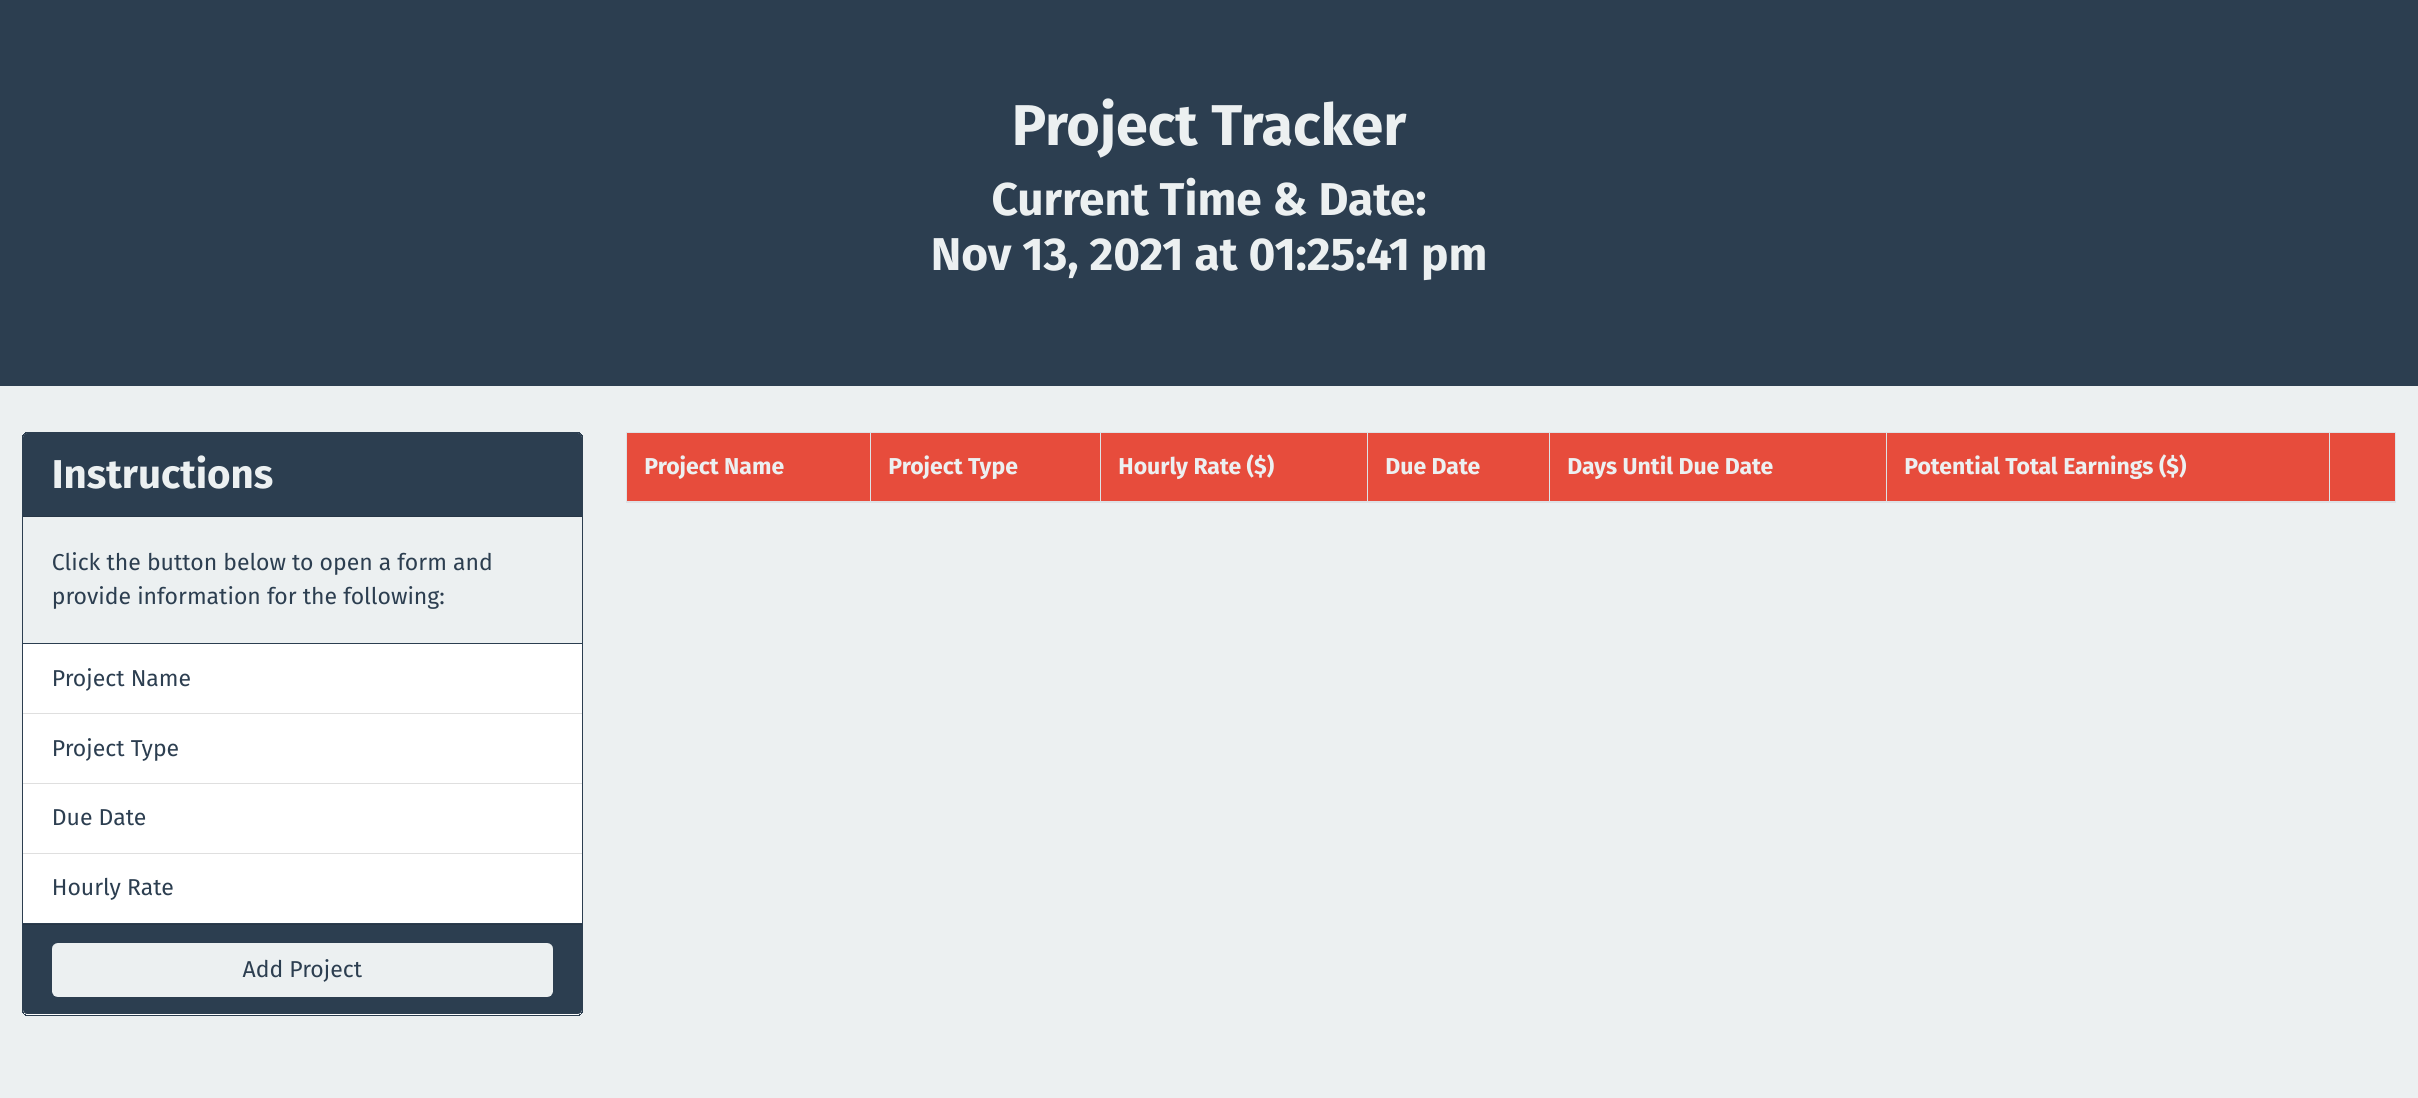 Project Tracker
Current Time & Date:
Nov 13, 2021 at 01:25:41 pm
Instructions
Click the button below to open a form and
provide information for the following:
Project Name
Project Type
Due Date
Hourly Rate
Add Project
Project Name Project Type Hourly Rate ($) Due Date Days Until Due Date Potential Total Earnings ($)